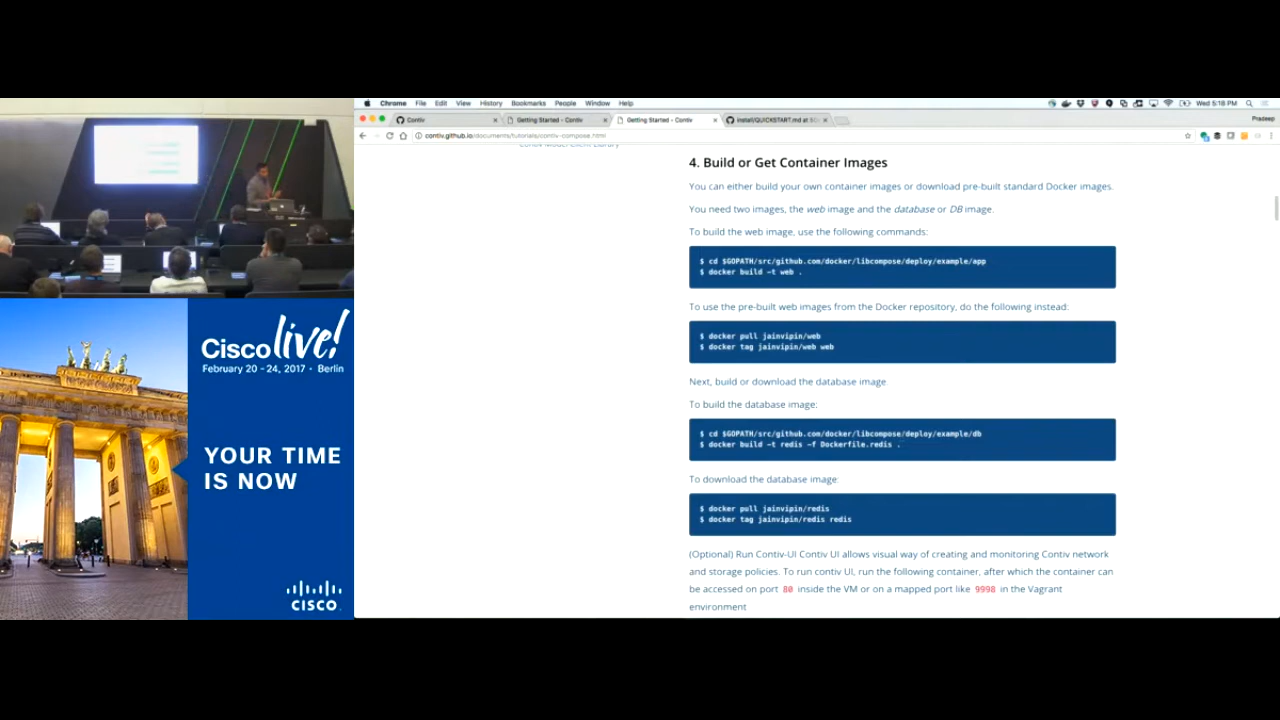 Chrome File Edit View History Bookmarks People Window Help
Wed 5:18 PM
Contiv
Getting Started - Contiv
Getting Started - Contiv
Pradeep
contiv.github.io/documents/tutorials/contiv-compose.html
4. Build or Get Container Images
You can either build your own container images or download pre-built standard Docker images.
You need two images, the web image and the database or DB image.
To build the web image, use the following commands:
$ cd $GOPATH/src/github.com/docker/libcompose/deploy/example/app
$ docker build -t web .
To use the pre-built web images from the Docker repository, do the following instead:
$ docker pull jainvipin/web
$ docker tag jainvipin/web web
Next, build or download the database image
To build the database image:
$ cd $GOPATH/src/github.com/docker/libcompose/deploy/example/db
$ docker build -t redis -f Dockerfile.redis .
To download the database image:
$ docker pull jainvipin/redis
$ docker tag jainvipin/redis redis
(Optional) Run Contiv-UI Contiv UI allows visual way of creating and monitoring Contiv network
and storage policies. To run contiv UI, run the following container, after which the container can
be accessed on port 80 inside the VM or on a mapped port like 9998 in the Vagrant
environment
Cisco live!
February 20 - 24, 2017 • Berlin
YOUR TIME
IS NOW
CISCO